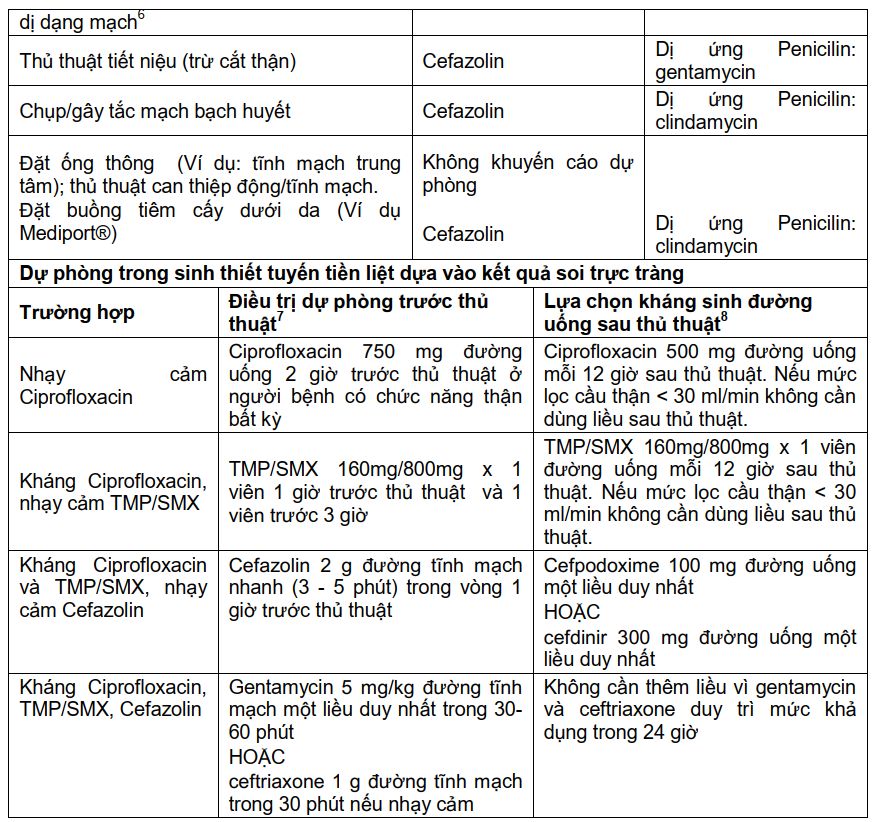 dị dạng mạch6
Thủ thuật tiết niệu (trừ cắt thận)
Cefazolin
Dị ứng Penicilin:
gentamycin
Chụp/gây tắc mạch bạch huyết
Cefazolin
Dị ứng Penicilin:
clindamycin
Đặt ống thông (Ví dụ: tĩnh mạch trung
tâm); thủ thuật can thiệp động/tĩnh mạch.
Đặt buồng tiêm cấy dưới da (Ví dụ
Mediport®)
Không khuyến cáo dự
phòng
Cefazolin
Dị ứng Penicilin:
clindamycin
Dự phòng trong sinh thiết tuyến tiền liệt dựa vào kết quả soi trực tràng
Trường hợp
Điều trị dự phòng trước thủ
thuật7
Lựa chọn kháng sinh đường
uống sau thủ thuật8
Nhạy cảm
Ciprofloxacin
Ciprofloxacin 750 mg đường
uống 2 giờ trước thủ thuật ở
người bệnh có chức năng thận
bất kỳ
Ciprofloxacin 500 mg đường uống
mỗi 12 giờ sau thủ thuật. Nếu mức
lọc cầu thận < 30 ml/min không cần
dùng liều sau thủ thuật.
Kháng Ciprofloxacin,
nhạy cảm TMP/SMX
TMP/SMX 160mg/800mg x 1
viên 1 giờ trước thủ thuật và 1
viên trước 3 giờ
TMP/SMX 160mg/800mg x 1 viên
đường uống mỗi 12 giờ sau thủ
thuật. Nếu mức lọc cầu thận < 30
ml/min không cần dùng liều sau thủ
thuật.
Kháng Ciprofloxacin
và TMP/SMX, nhạy
cảm Cefazolin
Cefazolin 2 g đường tĩnh mạch
nhanh (3 - 5 phút) trong vòng 1
giờ trước thủ thuật
Cefpodoxime 100 mg đường uống
một liều duy nhất
HOẶC
cefdinir 300 mg đường uống một
liều duy nhất
Kháng Ciprofloxacin,
TMP/SMX, Cefazolin
Gentamycin 5 mg/kg đường tĩnh
mạch một liều duy nhất trong 30-
60 phút
HOẶC
ceftriaxone 1 g đường tĩnh mạch
trong 30 phút nếu nhạy cảm
Không cần thêm liều vì gentamycin
và ceftriaxone duy trì mức khả
dụng trong 24 giờ